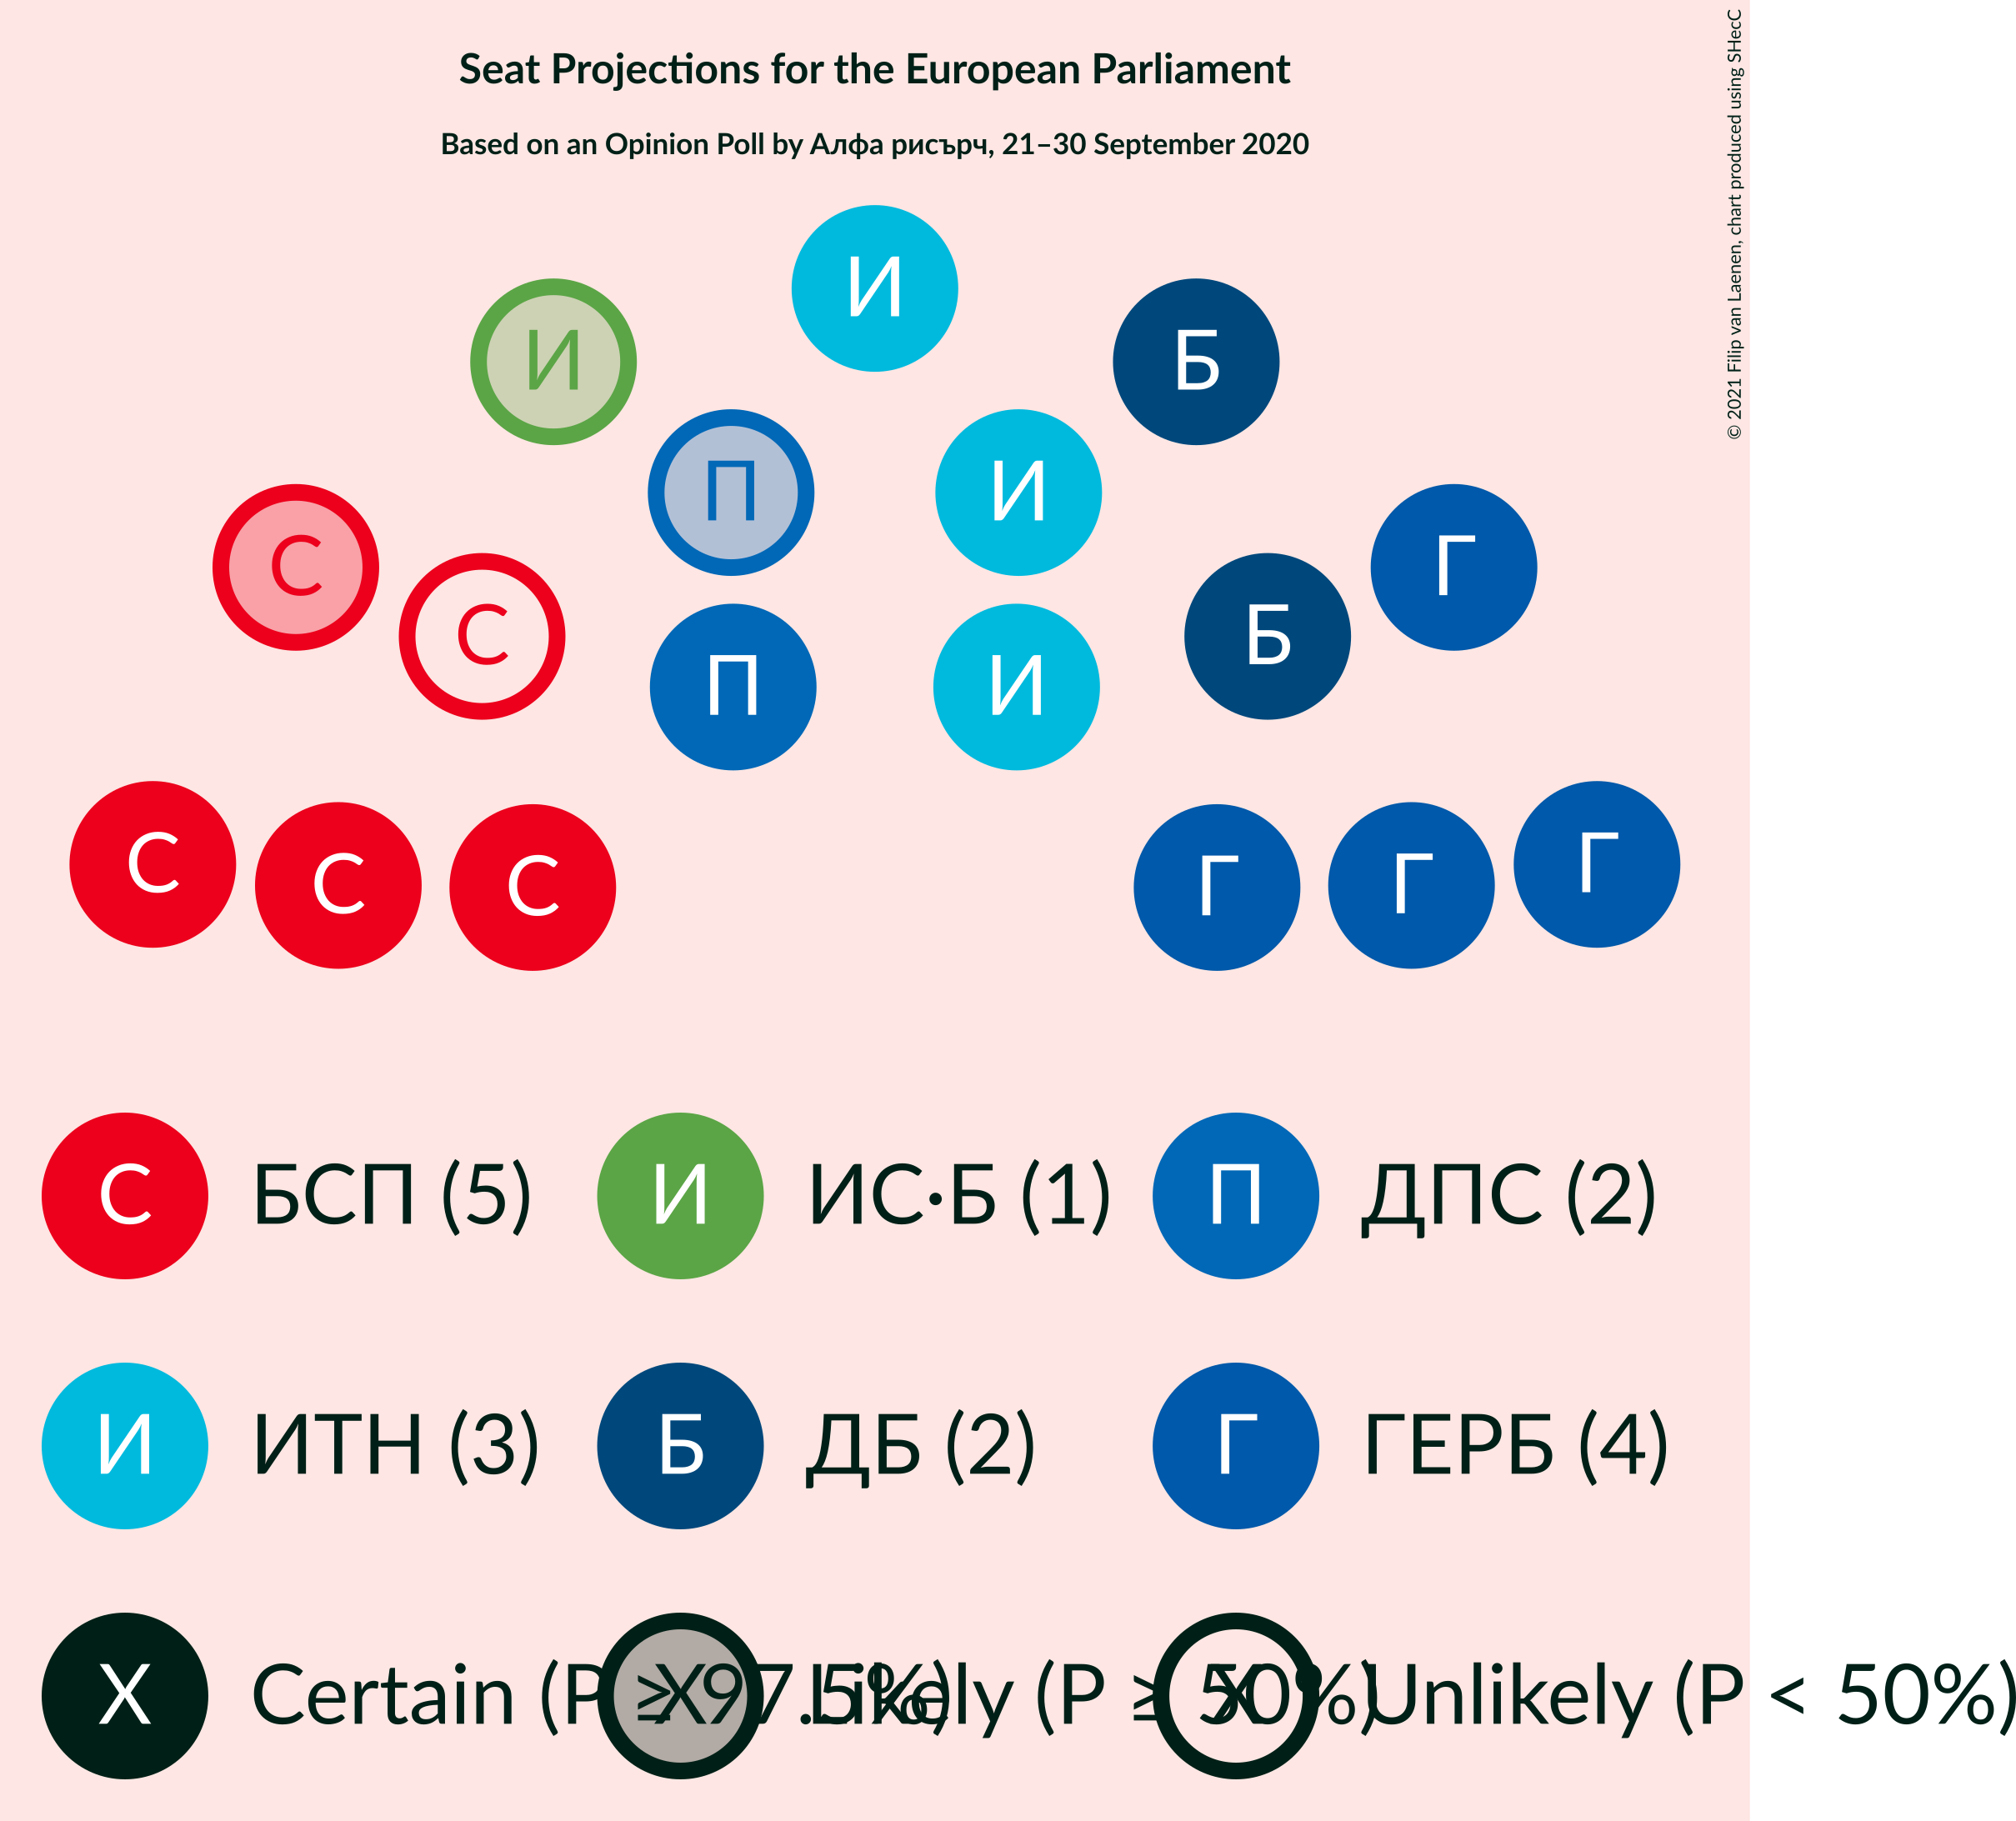 Seat Projections for the European Parliament
Based on an Opinion Poll by Алфа рисърч, 21–30 September 2020
© 2021 Filip van Laenen, chart produced using SHecC
И
И
Б
П
И
С
Г
С
Б
П
И
С
С
С
Г
Г
Г
С БСП (5) И ИС•Б (1) П ДПС (2)
И ИТН (3) Б ДБ (2) Г ГЕРБ (4)
X Certain (P ≥ 97.5%) X Likely (P ≥ 50%) X Unlikely (P < 50%)